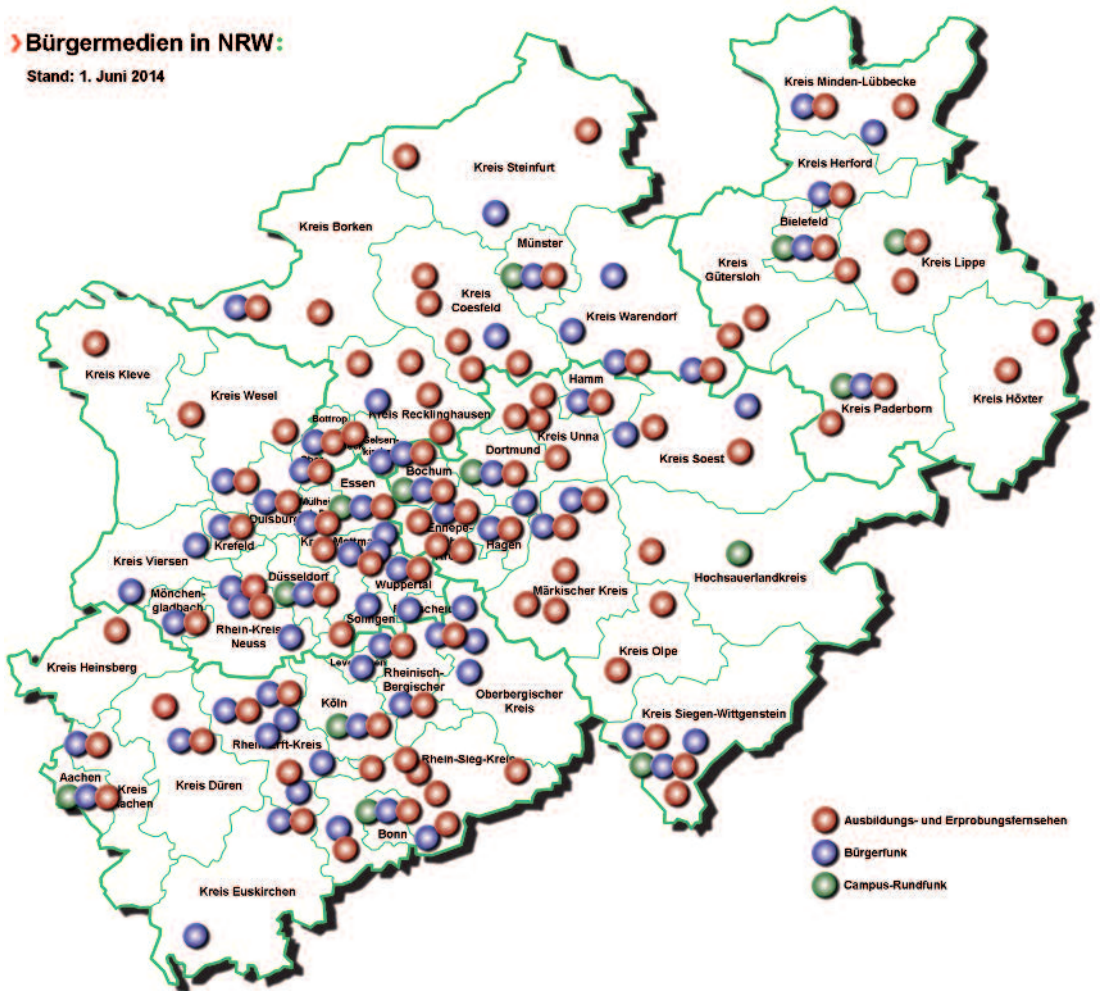 Bürgermedien in NRW:
Stand: 1. Juni 2014
Kreis Minden-Lübbecke
Kreis Herford
Kreis Steinfurt
Kreis Borken
Bielefeld
Münster
Kreis
Gütersloh
Kreis Lippe
Kreis
Coesfeld
Kreis Warendorf
Kreis Kleve
Kreis Wesel
Hamm
Kreis Höxter
Kreis Paderborn
Kreis Recklinghausen
Bottrop
Gelsen-
Kreis Unna
Dortmund
Kreis Soest
Bochum
Essen
Mülhei
Duisburg
Ennepe-
Hagen
Krefeld
Kreis Viersen
Hochsauerlandkreis
Düsseldorf
Wuppertal
Mönchen-
gladbach
Märkischer Kreis
Solingen
Rhein-Kreis
Neuss
Kreis Heinsberg
Kreis Olpe
Rheinisch-
Bergischer
Oberbergischer
Kreis
Köln
Kreis Siegen-Wittgenstein
Rhein-Sieg-Kreis
Aachen
Kreis
Kreis Düren
Bonn
Kreis Euskirchen
Ausbildungs- und Erprobungsfernsehen
Bürgerfunk
Campus-Rundfunk